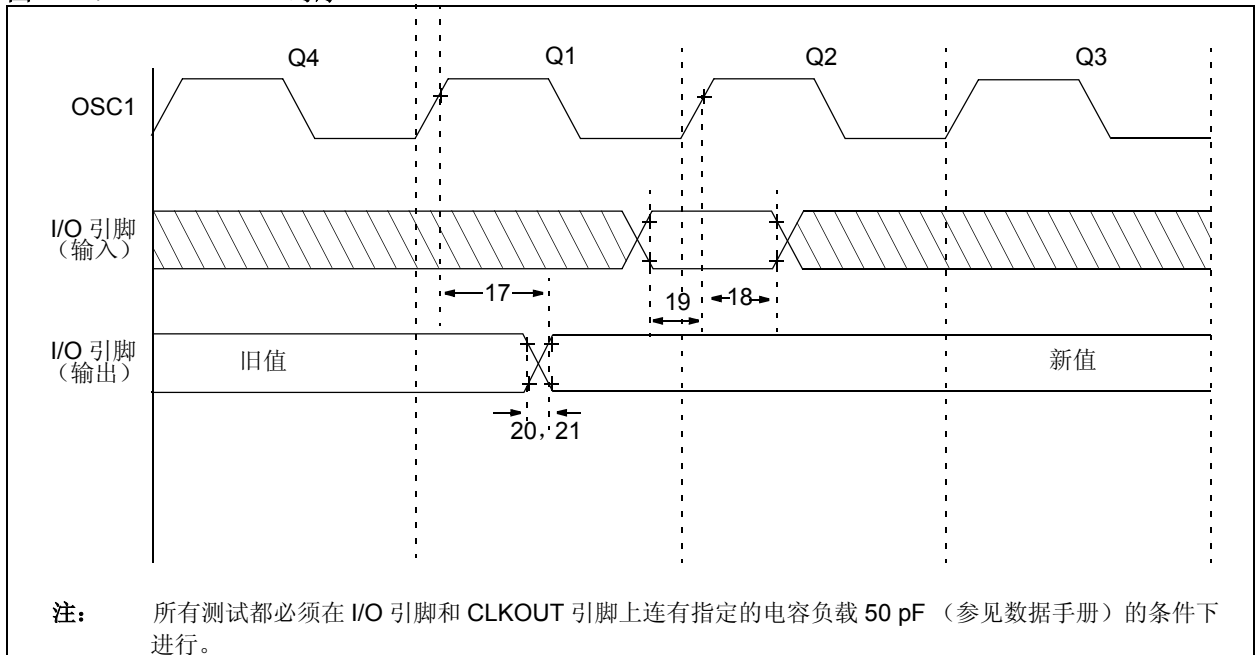 Q4
Q1
Q2
Q3
OSC1
I/O 引脚
（输入）
17
19
18
I/O 引脚
（输出）
旧值
新值
20，21
注： 所有测试都必须在 I/O 引脚和 CLKOUT 引脚上连有指定的电容负载 50 pF （参见数据手册）的条件下
进行。